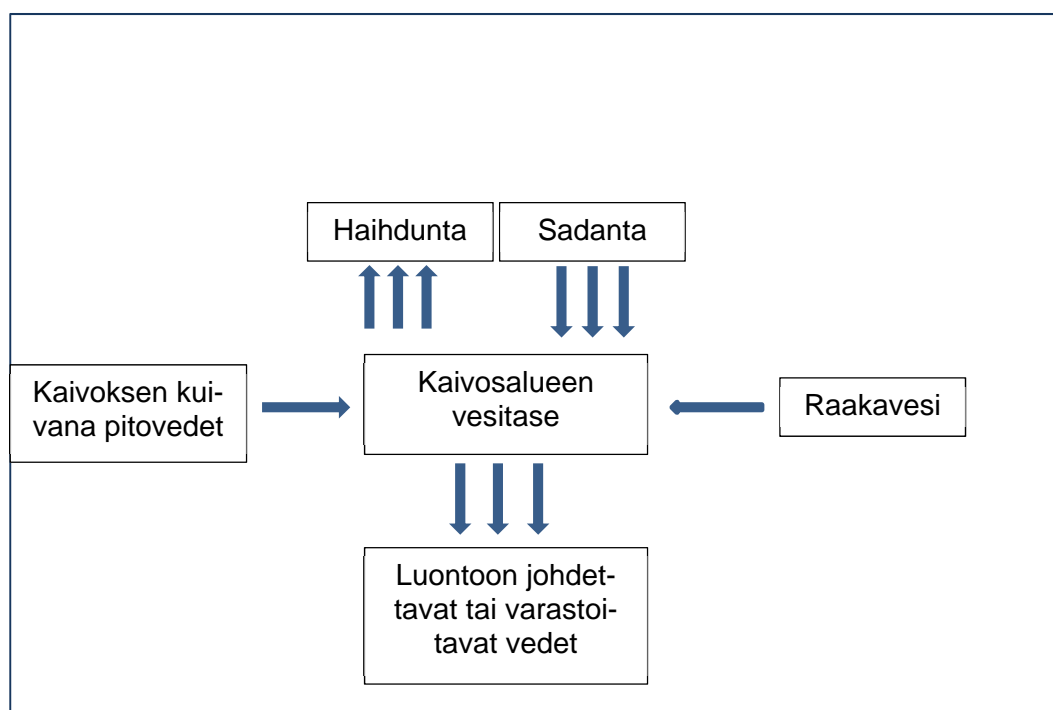 Haihdunta
Sadanta
Kaivoksen kui-
vana pitovedet
Kaivosalueen
vesitase
Raakavesi
Luontoon johdet-
tavat tai varastoi-
tavat vedet